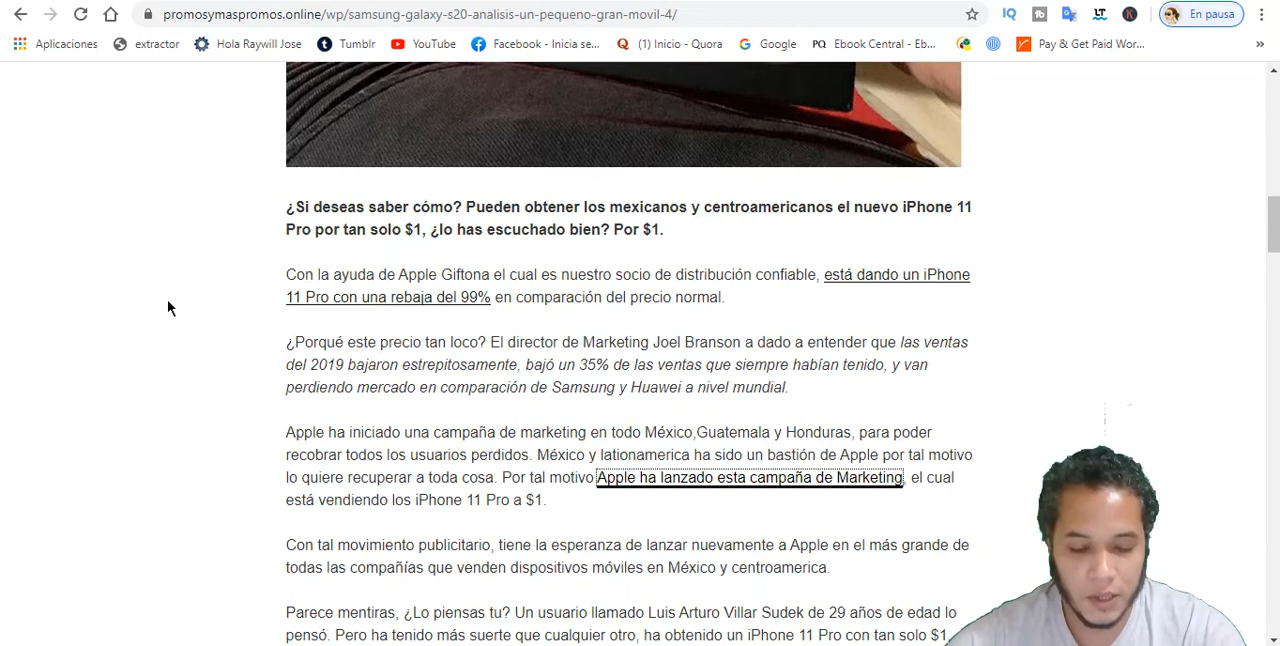 promosymaspromos.online/wp/samsung-galaxy-s20-analisis-un-pequeno-gran-movil-4/
En pausa
Aplicaciones extractor Hola Raywill Jose Tumblr YouTube Facebook - Inicia se... (1) Inicio - Quora Google PQ Ebook Central - Eb... Pay & Get Paid Wor... »
¿Si deseas saber cómo? Pueden obtener los mexicanos y centroamericanos el nuevo iPhone 11
Pro por tan solo $1, ¿lo has escuchado bien? Por $1.
Con la ayuda de Apple Giftona el cual es nuestro socio de distribución confiable, está dando un iPhone
11 Pro con una rebaja del 99% en comparación del precio normal.
¿Porqué este precio tan loco? El director de Marketing Joel Branson a dado a entender que las ventas
del 2019 bajaron estrepitosamente, bajó un 35% de las ventas que siempre habían tenido, y van
perdiendo mercado en comparación de Samsung y Huawei a nivel mundial.
Apple ha iniciado una campaña de marketing en todo México,Guatemala y Honduras, para poder
recobrar todos los usuarios perdidos. México y lationamerica ha sido un bastión de Apple por tal motivo
lo quiere recuperar a toda cosa. Por tal motivo Apple ha lanzado esta campaña de Marketing, el cual
está vendiendo los iPhone 11 Pro a $1.
Con tal movimiento publicitario, tiene la esperanza de lanzar nuevamente a Apple en el más grande de
todas las compañías que venden dispositivos móviles en México y centroamerica.
Parece mentiras, ¿Lo piensas tu? Un usuario llamado Luis Arturo Villar Sudek de 29 años de edad lo
pensó. Pero ha tenido más suerte que cualquier otro, ha obtenido un iPhone 11 Pro con tan solo $1,